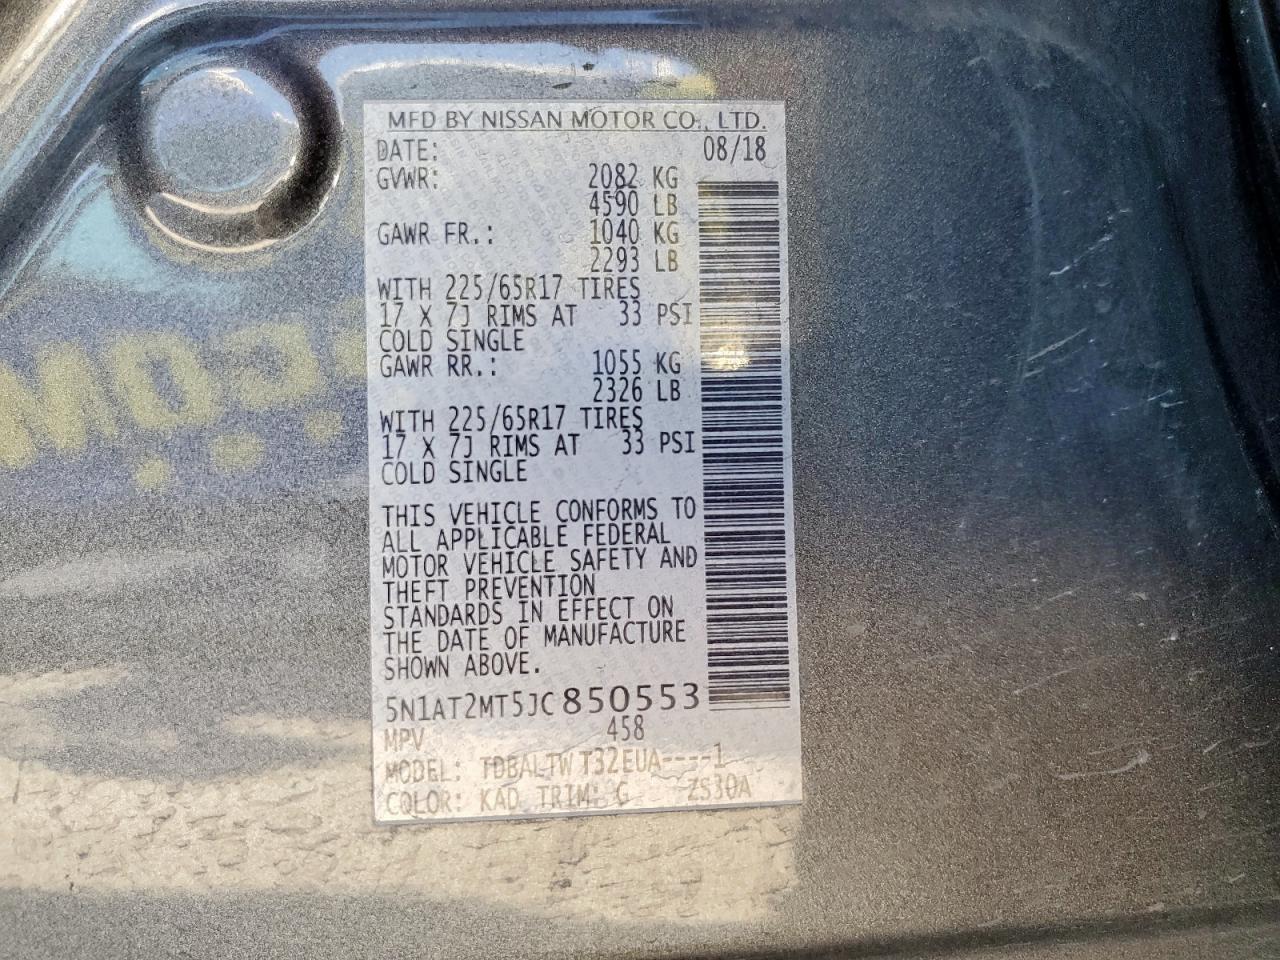 MFD BY NISSAN MOTOR CO., LTD.
DATE: 08/18
GVWR: 2082 KG
4590 LB
GAWR FR.: 1040 KG
2293 LB
WITH 225/65R17 TIRES
17 X 7J RIMS AT 33 PSI
COLD SINGLE
GAWR RR.: 1055 KG
2326 LB
WITH 225/65R17 TIRES
17 X 7J RIMS AT 33 PSI
COLD SINGLE
THIS VEHICLE CONFORMS TO
ALL APPLICABLE FEDERAL
MOTOR VEHICLE SAFETY AND
THEFT PREVENTION
STANDARDS IN EFFECT ON
THE DATE OF MANUFACTURE
SHOWN ABOVE.
5N1AT2MT5JC850553
MPV 458
MODEL: TDBALTW T32EUA----1
COLOR: KAD TRIM: G ZS30A